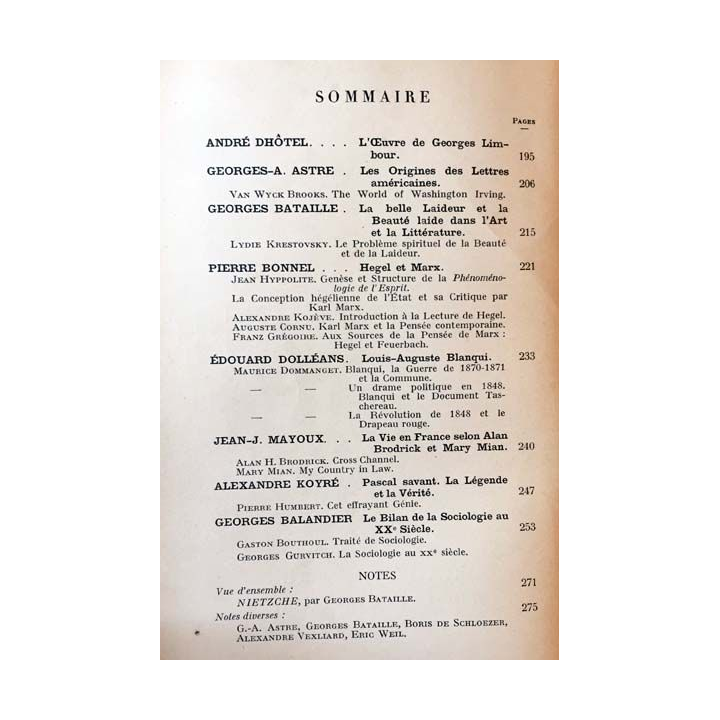 SOMMAIRE
PAGES
ANDRÉ DHÔTEL. . . . L'Œuvre de Georges Lim-
bour. 195
GEORGES-A. ASTRE . Les Origines des Lettres
américaines. 206
VAN WYCK BROOKS. The World of Washington Irving.
GEORGES BATAILLE . La belle Laideur et la
Beauté laide dans l'Art
et la Littérature. 215
LYDIE KRESTOVSKY. Le Problème spirituel de la Beauté
et de la Laideur.
PIERRE BONNEL . . . Hegel et Marx. 221
JEAN HYPPOLITE. Genèse et Structure de la Phénoméno-
logie de l'Esprit.
La Conception hégélienne de l'État et sa Critique par
Karl Marx.
ALEXANDRE KOJÈVE. Introduction à la Lecture de Hegel.
AUGUSTE CORNU. Karl Marx et la Pensée contemporaine.
FRANZ GRÉGOIRE. Aux Sources de la Pensée de Marx :
Hegel et Feuerbach.
ÉDOUARD DOLLÉANS. Louis-Auguste Blanqui. 233
MAURICE DOMMANGET. Blanqui, la Guerre de 1870-1871
et la Commune.
— — Un drame politique en 1848.
Blanqui et le Document Tas-
chereau.
— — La Révolution de 1848 et le
Drapeau rouge.
JEAN-J. MAYOUX. . . La Vie en France selon Alan
Brodrick et Mary Mian. 240
ALAN H. BRODRICK. Cross Channel.
MARY MIAN. My Country in Law.
ALEXANDRE KOYRÉ . Pascal savant. La Légende
et la Vérité. 247
PIERRE HUMBERT. Cet effrayant Génie.
GEORGES BALANDIER Le Bilan de la Sociologie au
XXe Siècle. 253
GASTON BOUTHOUL. Traité de Sociologie.
GEORGES GURVITCH. La Sociologie au XXe siècle.
NOTES
Vue d'ensemble : 271
NIETZCHE, par GEORGES BATAILLE.
Notes diverses : 275
G.-A. ASTRE, GEORGES BATAILLE, BORIS DE SCHLOEZER,
ALEXANDRE VEXLIARD, ERIC WEIL.